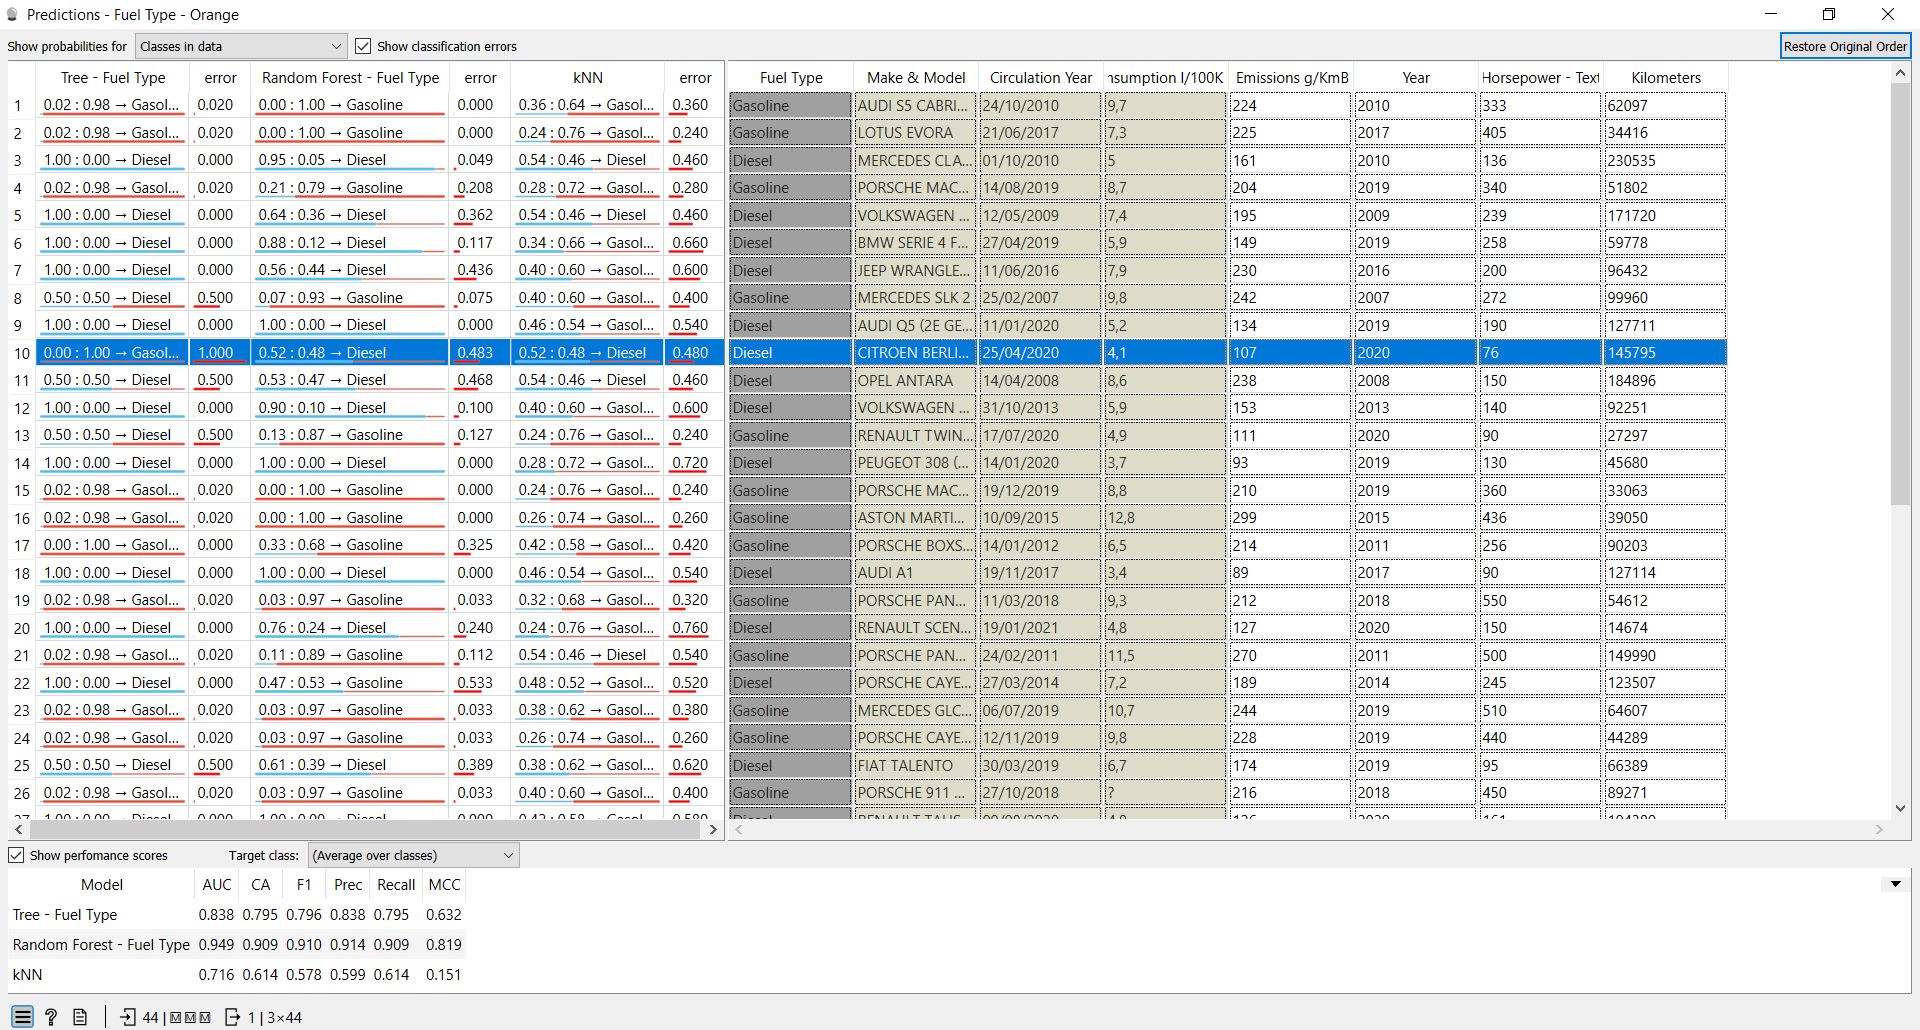 Predictions - Fuel Type - Orange
Show probabilities for Classes in data Show classification errors Restore Original Order
Tree - Fuel Type error Random Forest - Fuel Type error kNN error Fuel Type Make & Model Circulation Year nsumption l/100K Emissions g/KmB Year Horsepower - Text Kilometers
1 0.02 : 0.98 → Gasol... 0.020 0.00 : 1.00 → Gasoline 0.000 0.36 : 0.64 → Gasol... 0.360 Gasoline AUDI S5 CABRI... 24/10/2010 9,7 224 2010 333 62097
2 0.02 : 0.98 → Gasol... 0.020 0.00 : 1.00 → Gasoline 0.000 0.24 : 0.76 → Gasol... 0.240 Gasoline LOTUS EVORA 21/06/2017 7,3 225 2017 405 34416
3 1.00 : 0.00 → Diesel 0.000 0.95 : 0.05 → Diesel 0.049 0.54 : 0.46 → Diesel 0.460 Diesel MERCEDES CLA... 01/10/2010 5 161 2010 136 230535
4 0.02 : 0.98 → Gasol... 0.020 0.21 : 0.79 → Gasoline 0.208 0.28 : 0.72 → Gasol... 0.280 Gasoline PORSCHE MAC... 14/08/2019 8,7 204 2019 340 51802
5 1.00 : 0.00 → Diesel 0.000 0.64 : 0.36 → Diesel 0.362 0.54 : 0.46 → Diesel 0.460 Diesel VOLKSWAGEN ... 12/05/2009 7,4 195 2009 239 171720
6 1.00 : 0.00 → Diesel 0.000 0.88 : 0.12 → Diesel 0.117 0.34 : 0.66 → Gasol... 0.660 Diesel BMW SERIE 4 F... 27/04/2019 5,9 149 2019 258 59778
7 1.00 : 0.00 → Diesel 0.000 0.56 : 0.44 → Diesel 0.436 0.40 : 0.60 → Gasol... 0.600 Diesel JEEP WRANGLE... 11/06/2016 7,9 230 2016 200 96432
8 0.50 : 0.50 → Diesel 0.500 0.07 : 0.93 → Gasoline 0.075 0.40 : 0.60 → Gasol... 0.400 Gasoline MERCEDES SLK 2 25/02/2007 9,8 242 2007 272 99960
9 1.00 : 0.00 → Diesel 0.000 1.00 : 0.00 → Diesel 0.000 0.46 : 0.54 → Gasol... 0.540 Diesel AUDI Q5 (2E GE... 11/01/2020 5,2 134 2019 190 127711
10 0.00 : 1.00 → Gasol... 1.000 0.52 : 0.48 → Diesel 0.483 0.52 : 0.48 → Diesel 0.480 Diesel CITROEN BERLI... 25/04/2020 4,1 107 2020 76 145795
11 0.50 : 0.50 → Diesel 0.500 0.53 : 0.47 → Diesel 0.468 0.54 : 0.46 → Diesel 0.460 Diesel OPEL ANTARA 14/04/2008 8,6 238 2008 150 184896
12 1.00 : 0.00 → Diesel 0.000 0.90 : 0.10 → Diesel 0.100 0.40 : 0.60 → Gasol... 0.600 Diesel VOLKSWAGEN ... 31/10/2013 5,9 153 2013 140 92251
13 0.50 : 0.50 → Diesel 0.500 0.13 : 0.87 → Gasoline 0.127 0.24 : 0.76 → Gasol... 0.240 Gasoline RENAULT TWIN... 17/07/2020 4,9 111 2020 90 27297
14 1.00 : 0.00 → Diesel 0.000 1.00 : 0.00 → Diesel 0.000 0.28 : 0.72 → Gasol... 0.720 Diesel PEUGEOT 308 (... 14/01/2020 3,7 93 2019 130 45680
15 0.02 : 0.98 → Gasol... 0.020 0.00 : 1.00 → Gasoline 0.000 0.24 : 0.76 → Gasol... 0.240 Gasoline PORSCHE MAC... 19/12/2019 8,8 210 2019 360 33063
16 0.02 : 0.98 → Gasol... 0.020 0.00 : 1.00 → Gasoline 0.000 0.26 : 0.74 → Gasol... 0.260 Gasoline ASTON MARTI... 10/09/2015 12,8 299 2015 436 39050
17 0.00 : 1.00 → Gasol... 0.000 0.33 : 0.68 → Gasoline 0.325 0.42 : 0.58 → Gasol... 0.420 Gasoline PORSCHE BOXS... 14/01/2012 6,5 214 2011 256 90203
18 1.00 : 0.00 → Diesel 0.000 1.00 : 0.00 → Diesel 0.000 0.46 : 0.54 → Gasol... 0.540 Diesel AUDI A1 19/11/2017 3,4 89 2017 90 127114
19 0.02 : 0.98 → Gasol... 0.020 0.03 : 0.97 → Gasoline 0.033 0.32 : 0.68 → Gasol... 0.320 Gasoline PORSCHE PAN... 11/03/2018 9,3 212 2018 550 54612
20 1.00 : 0.00 → Diesel 0.000 0.76 : 0.24 → Diesel 0.240 0.24 : 0.76 → Gasol... 0.760 Diesel RENAULT SCEN... 19/01/2021 4,8 127 2020 150 14674
21 0.02 : 0.98 → Gasol... 0.020 0.11 : 0.89 → Gasoline 0.112 0.54 : 0.46 → Diesel 0.540 Gasoline PORSCHE PAN... 24/02/2011 11,5 270 2011 500 149990
22 1.00 : 0.00 → Diesel 0.000 0.47 : 0.53 → Gasoline 0.533 0.48 : 0.52 → Gasol... 0.520 Diesel PORSCHE CAYE... 27/03/2014 7,2 189 2014 245 123507
23 0.02 : 0.98 → Gasol... 0.020 0.03 : 0.97 → Gasoline 0.033 0.38 : 0.62 → Gasol... 0.380 Gasoline MERCEDES GLC... 06/07/2019 10,7 244 2019 510 64607
24 0.02 : 0.98 → Gasol... 0.020 0.03 : 0.97 → Gasoline 0.033 0.26 : 0.74 → Gasol... 0.260 Gasoline PORSCHE CAYE... 12/11/2019 9,8 228 2019 440 44289
25 0.50 : 0.50 → Diesel 0.500 0.61 : 0.39 → Diesel 0.389 0.38 : 0.62 → Gasol... 0.620 Diesel FIAT TALENTO 30/03/2019 6,7 174 2019 95 66389
26 0.02 : 0.98 → Gasol... 0.020 0.03 : 0.97 → Gasoline 0.033 0.40 : 0.60 → Gasol... 0.400 Gasoline PORSCHE 911 ... 27/10/2018 ? 216 2018 450 89271
Show perfomance scores Target class: (Average over classes)
Model AUC CA F1 Prec Recall MCC
Tree - Fuel Type 0.838 0.795 0.796 0.838 0.795 0.632
Random Forest - Fuel Type 0.949 0.909 0.910 0.914 0.909 0.819
kNN 0.716 0.614 0.578 0.599 0.614 0.151
? 44 | M M M 1 | 3×44